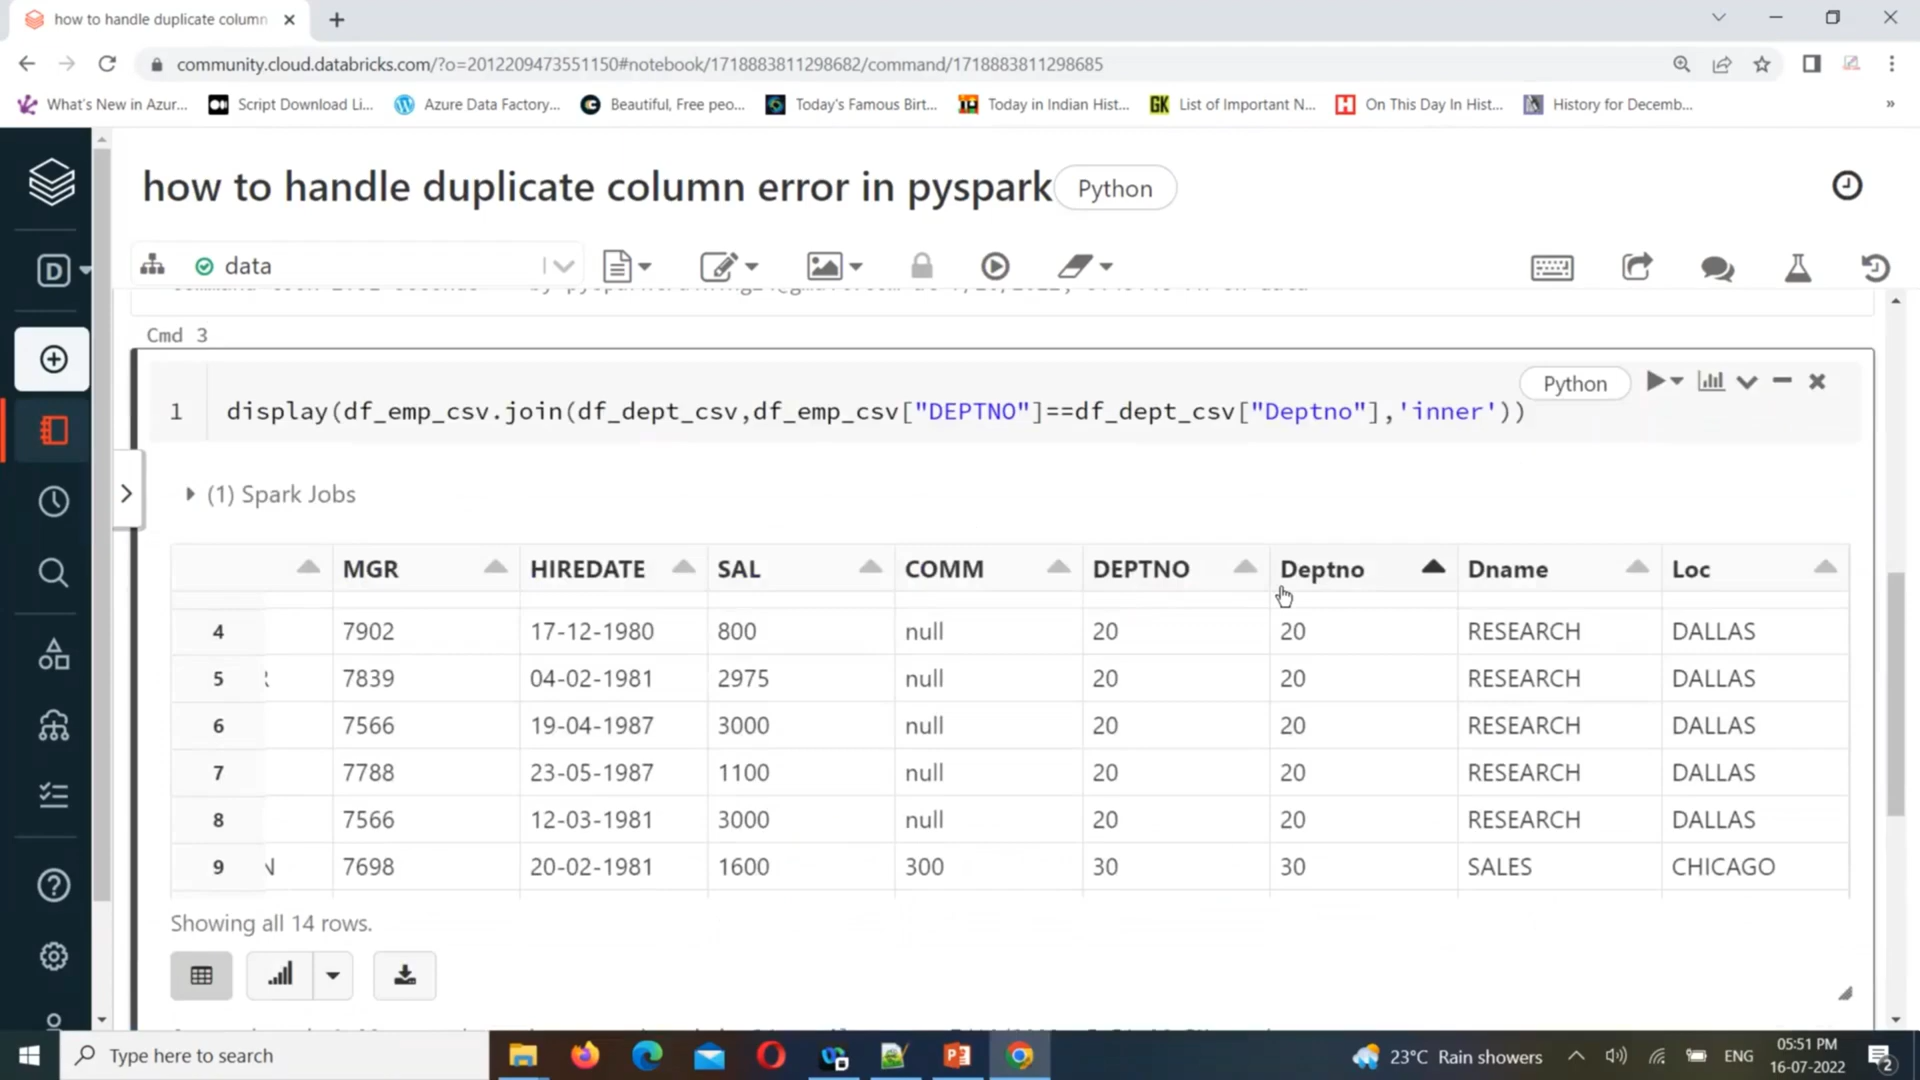 how to handle duplicate column
community.cloud.databricks.com/?o=2012209473551150#notebook/1718883811298682/command/1718883811298685
What's New in Azur... Script Download Li... Azure Data Factory... Beautiful, Free peo... Today's Famous Birt... Today in Indian Hist... GK List of Important N... H On This Day In Hist... History for Decemb... »
how to handle duplicate column error in pyspark Python
D
data
Cmd 3
Python
1 display(df_emp_csv.join(df_dept_csv,df_emp_csv["DEPTNO"]==df_dept_csv["Deptno"],'inner'))
(1) Spark Jobs
MGR HIREDATE SAL COMM DEPTNO Deptno Dname Loc
4 7902 17-12-1980 800 null 20 20 RESEARCH DALLAS
5 7839 04-02-1981 2975 null 20 20 RESEARCH DALLAS
6 7566 19-04-1987 3000 null 20 20 RESEARCH DALLAS
7 7788 23-05-1987 1100 null 20 20 RESEARCH DALLAS
8 7566 12-03-1981 3000 null 20 20 RESEARCH DALLAS
9 N 7698 20-02-1981 1600 300 30 30 SALES CHICAGO
Showing all 14 rows.
Type here to search
23°C Rain showers
ENG
05:51 PM
16-07-2022
2